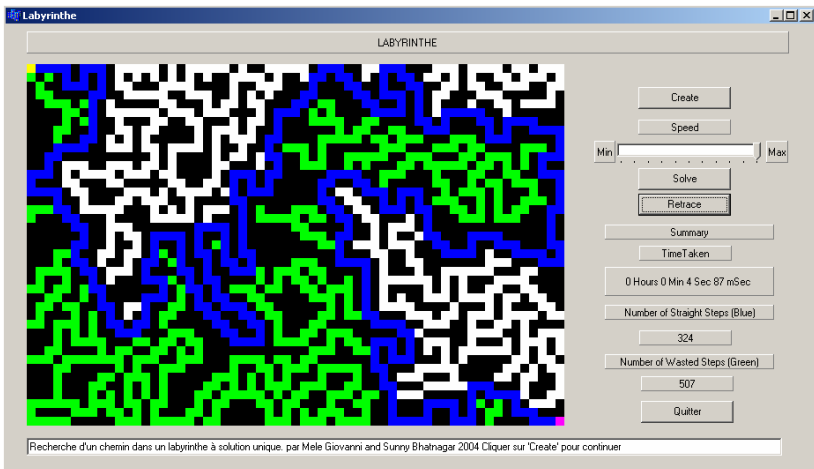 Labyrinthe
LABYRINTHE
Create
Speed
Min Max
Solve
Retrace
Summary
TimeTaken
0 Hours 0 Min 4 Sec 87 mSec
Number of Straight Steps (Blue)
324
Number of Wasted Steps (Green)
507
Quitter
Recherche d'un chemin dans un labyrinthe à solution unique. par Mele Giovanni and Sunny Bhatnagar 2004 Cliquer sur 'Create' pour continuer